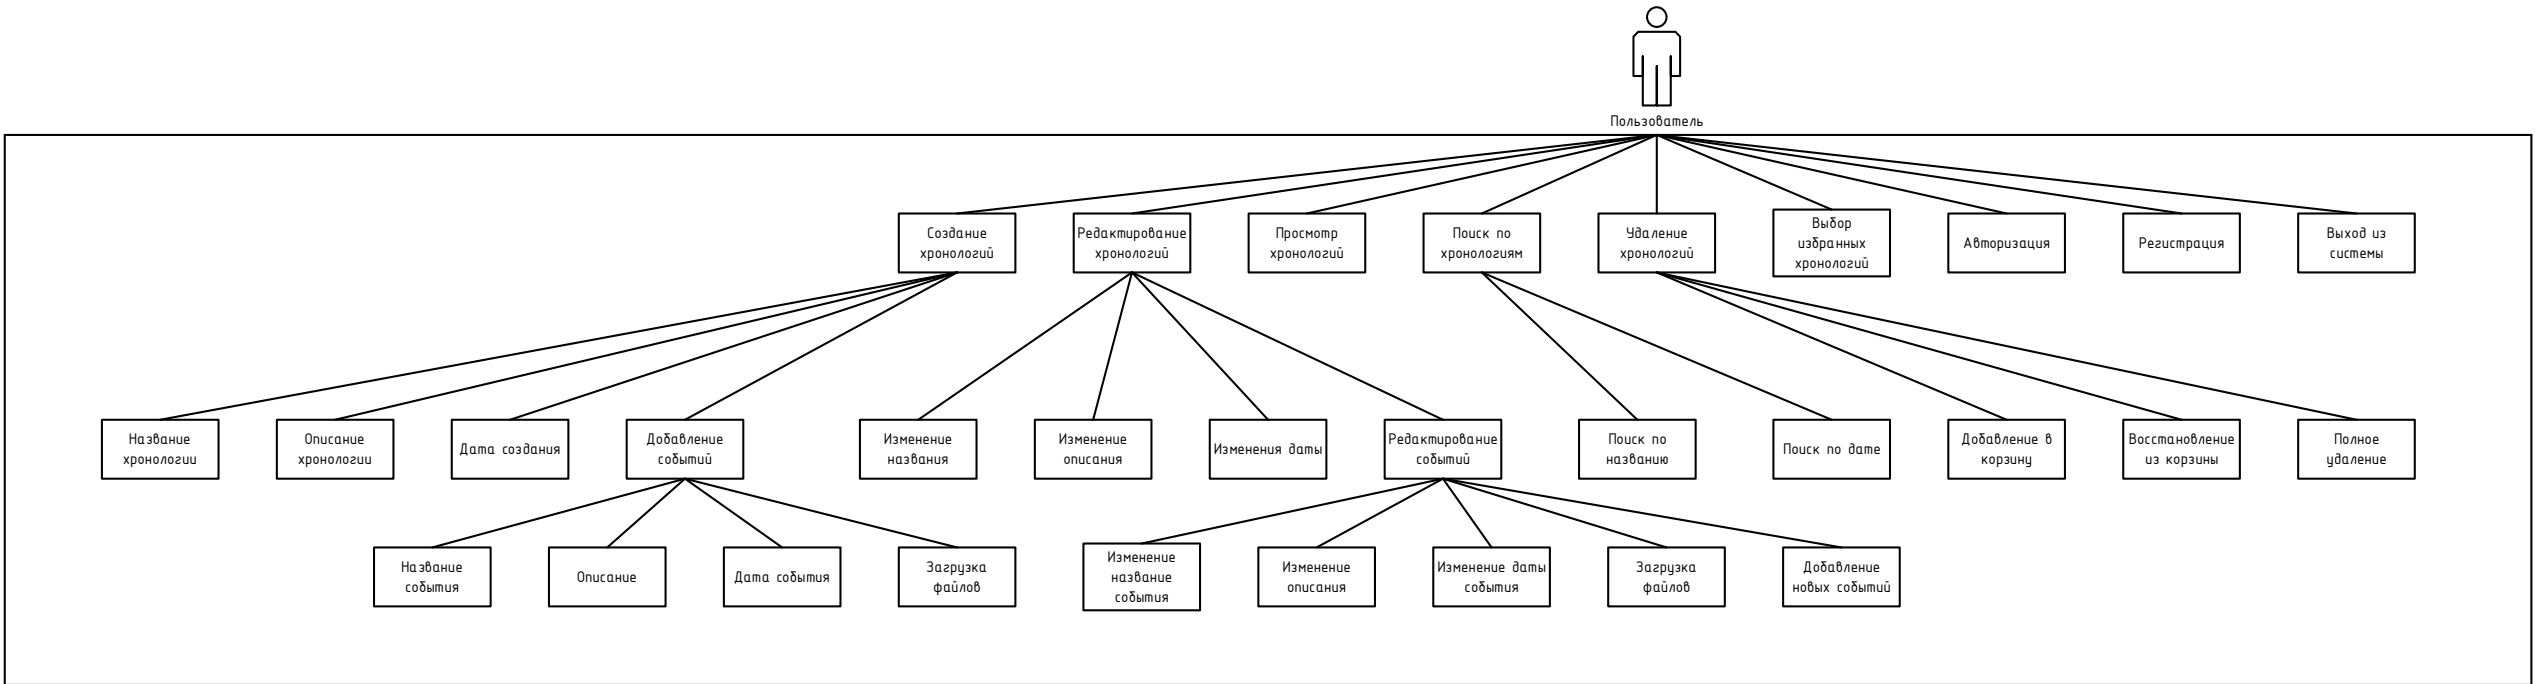 Пользователь
Создание
хронологий
Редактирование
хронологий
Просмотр
хронологий
Поиск по
хронологиям
Удаление
хронологий
Выбор
избранных
хронологий
Авторизация
Регистрация
Выход из
системы
Название
хронологии
Описание
хронологии
Дата создания
Добавление
событий
Изменение
названия
Изменение
описания
Изменения даты
Редактирование
событий
Поиск по
названию
Поиск по дате
Добавление в
корзину
Восстановление
из корзины
Полное
удаление
Название
события
Описание
Дата события
Загрузка
файлов
Изменение
название
события
Изменение
описания
Изменение даты
события
Загрузка
файлов
Добавление
новых событий